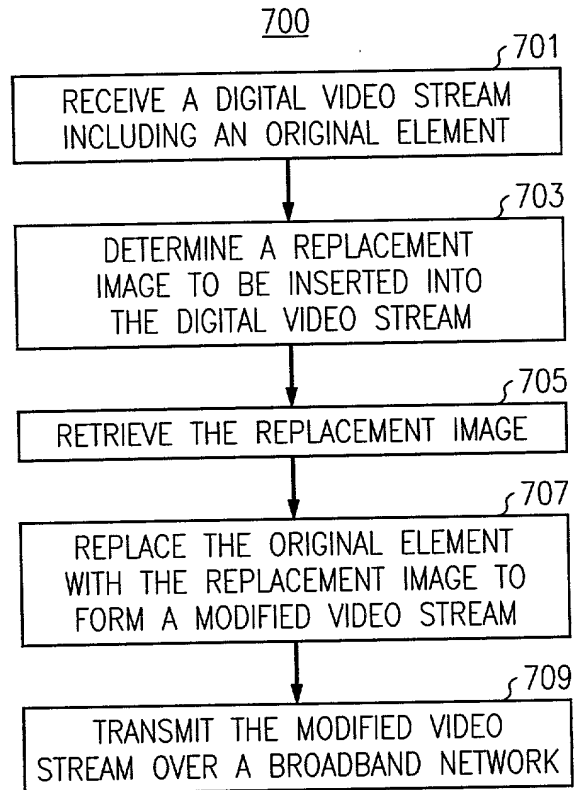 700
701
RECEIVE A DIGITAL VIDEO STREAM
INCLUDING AN ORIGINAL ELEMENT
703
DETERMINE A REPLACEMENT
IMAGE TO BE INSERTED INTO
THE DIGITAL VIDEO STREAM
705
RETRIEVE THE REPLACEMENT IMAGE
707
REPLACE THE ORIGINAL ELEMENT
WITH THE REPLACEMENT IMAGE TO
FORM A MODIFIED VIDEO STREAM
709
TRANSMIT THE MODIFIED VIDEO
STREAM OVER A BROADBAND NETWORK